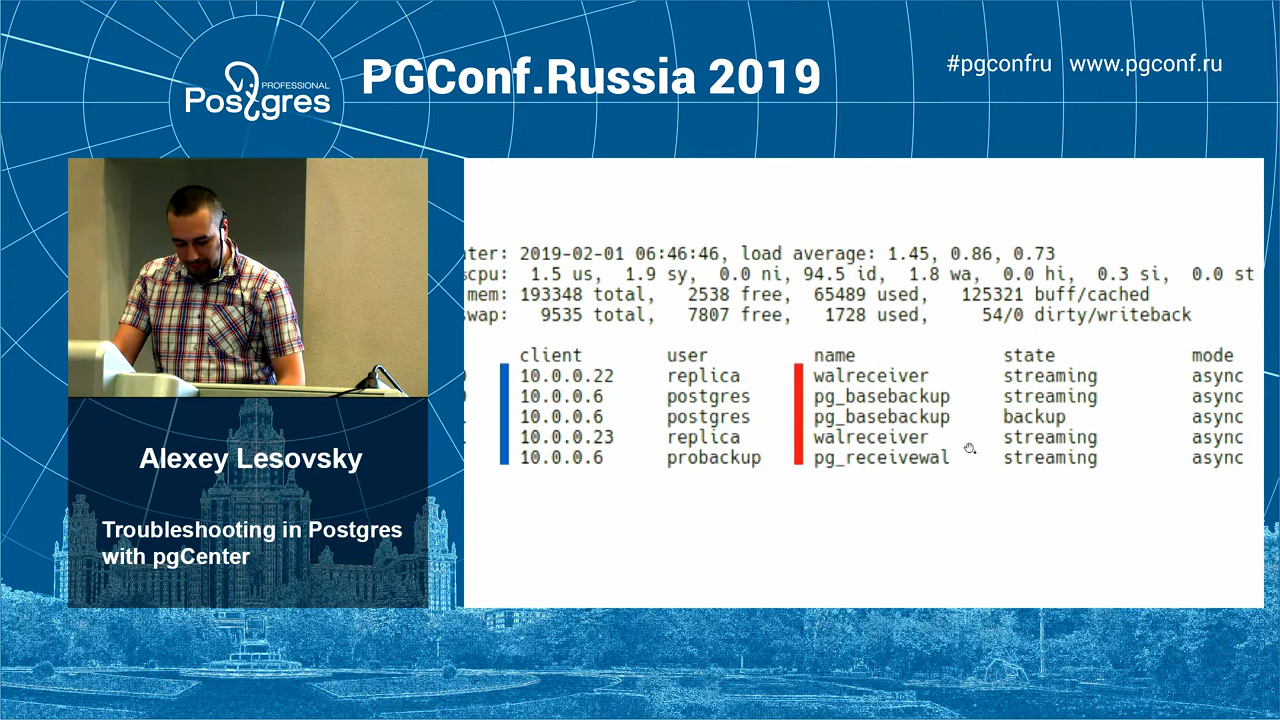 PROFESSIONAL
Postgres
PGConf.Russia 2019
#pgconfru www.pgconf.ru
ter: 2019-02-01 06:46:46, load average: 1.45, 0.86, 0.73
cpu: 1.5 us, 1.9 sy, 0.0 ni, 94.5 id, 1.8 wa, 0.0 hi, 0.3 si, 0.0 st
mem: 193348 total, 2538 free, 65489 used, 125321 buff/cached
wap: 9535 total, 7807 free, 1728 used, 54/0 dirty/writeback
client user name state mode
10.0.0.22 replica walreceiver streaming async
10.0.0.6 postgres pg_basebackup streaming async
10.0.0.6 postgres pg_basebackup backup async
10.0.0.23 replica walreceiver streaming async
10.0.0.6 probackup pg_receivewal streaming async
Alexey Lesovsky
Troubleshooting in Postgres
with pgCenter